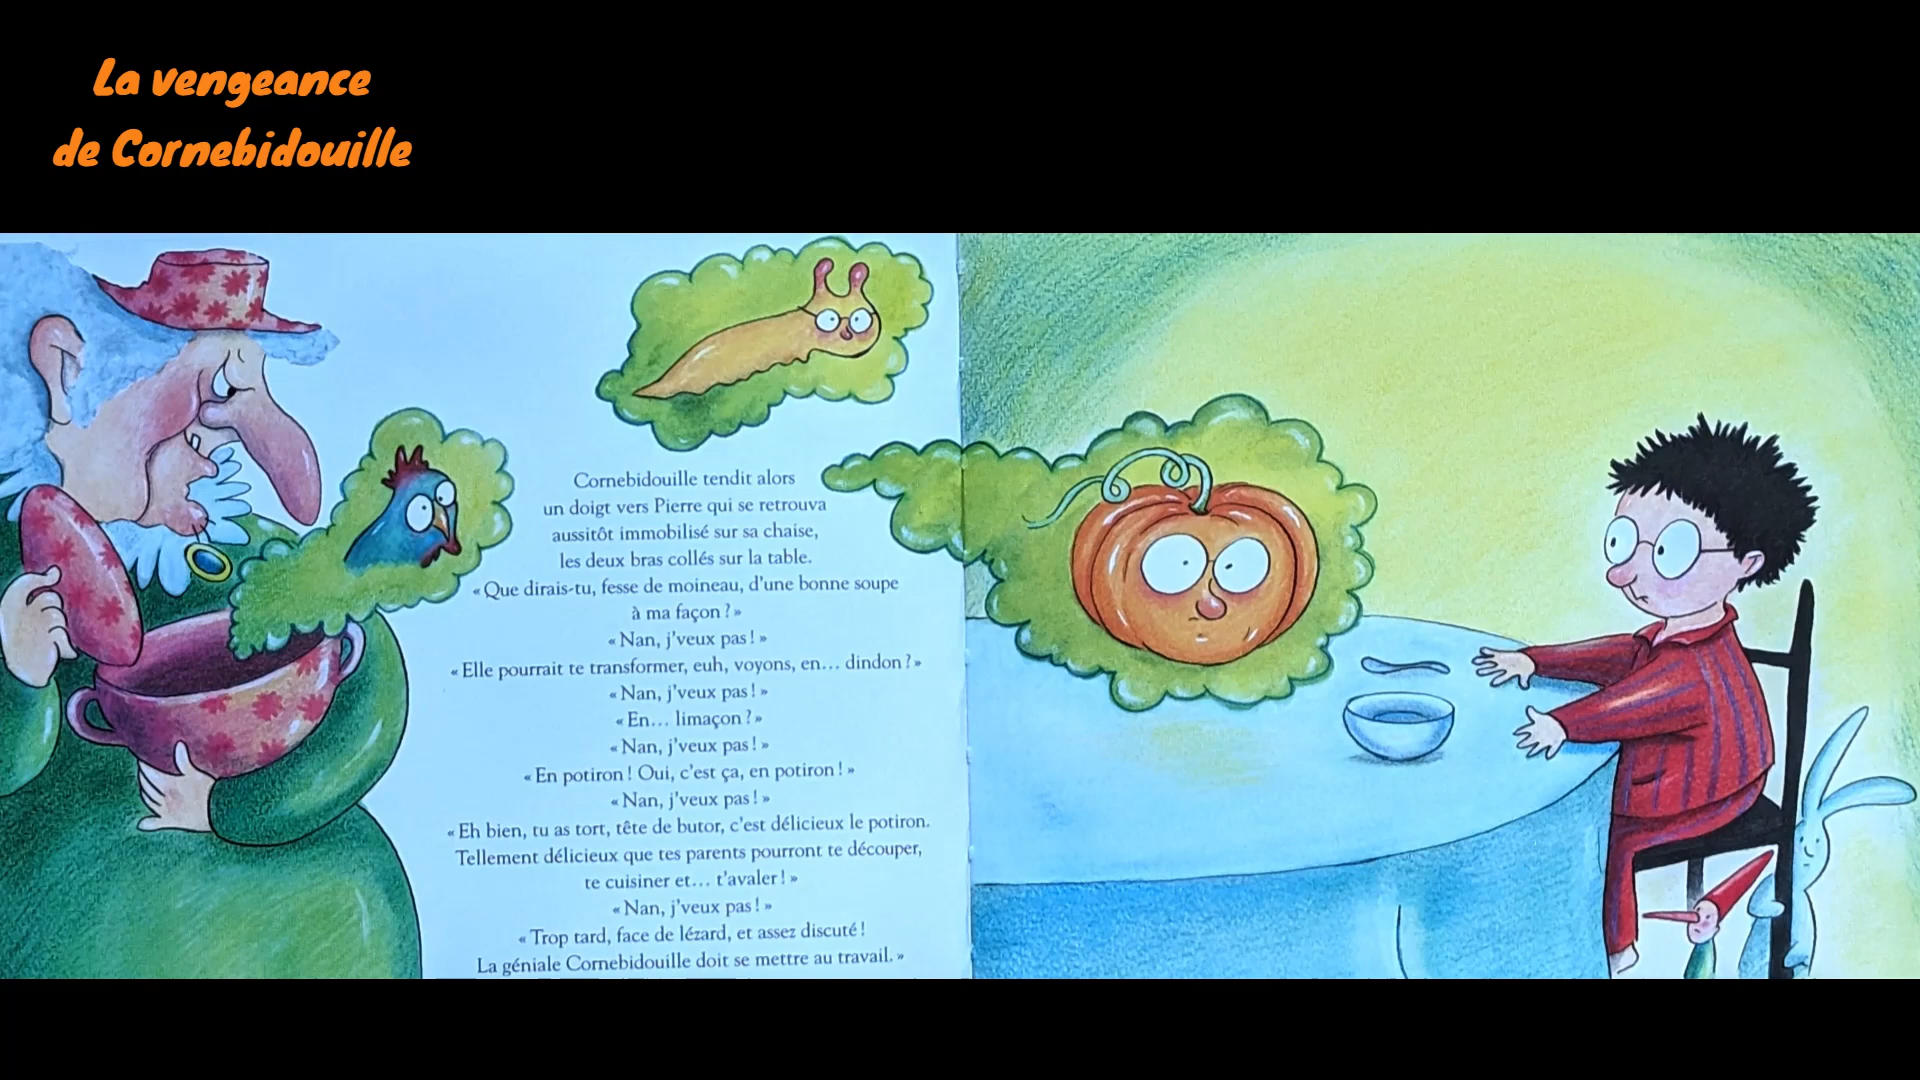 La vengeance
de Cornebidouille
Cornebidouille tendit alors
un doigt vers Pierre qui se retrouva
aussitôt immobilisé sur sa chaise,
les deux bras collés sur la table.
« Que dirais-tu, fesse de moineau, d'une bonne soupe
à ma façon ? »
« Nan, j'veux pas ! »
« Elle pourrait te transformer, euh, voyons, en… dindon ? »
« Nan, j'veux pas ! »
« En… limaçon ? »
« Nan, j'veux pas ! »
« En potiron ! Oui, c'est ça, en potiron ! »
« Nan, j'veux pas ! »
« Eh bien, tu as tort, tête de butor, c'est délicieux le potiron.
Tellement délicieux que tes parents pourront te découper,
te cuisiner et… t'avaler ! »
« Nan, j'veux pas ! »
« Trop tard, face de lézard, et assez discuté !
La géniale Cornebidouille doit se mettre au travail. »